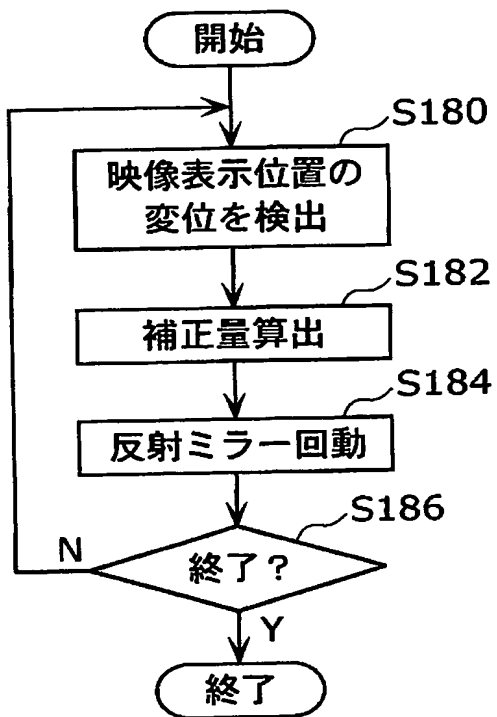 開始
S180
映像表示位置の
変位を検出
S182
補正量算出
S184
反射ミラー回動
S186
終了？
N
Y
終了